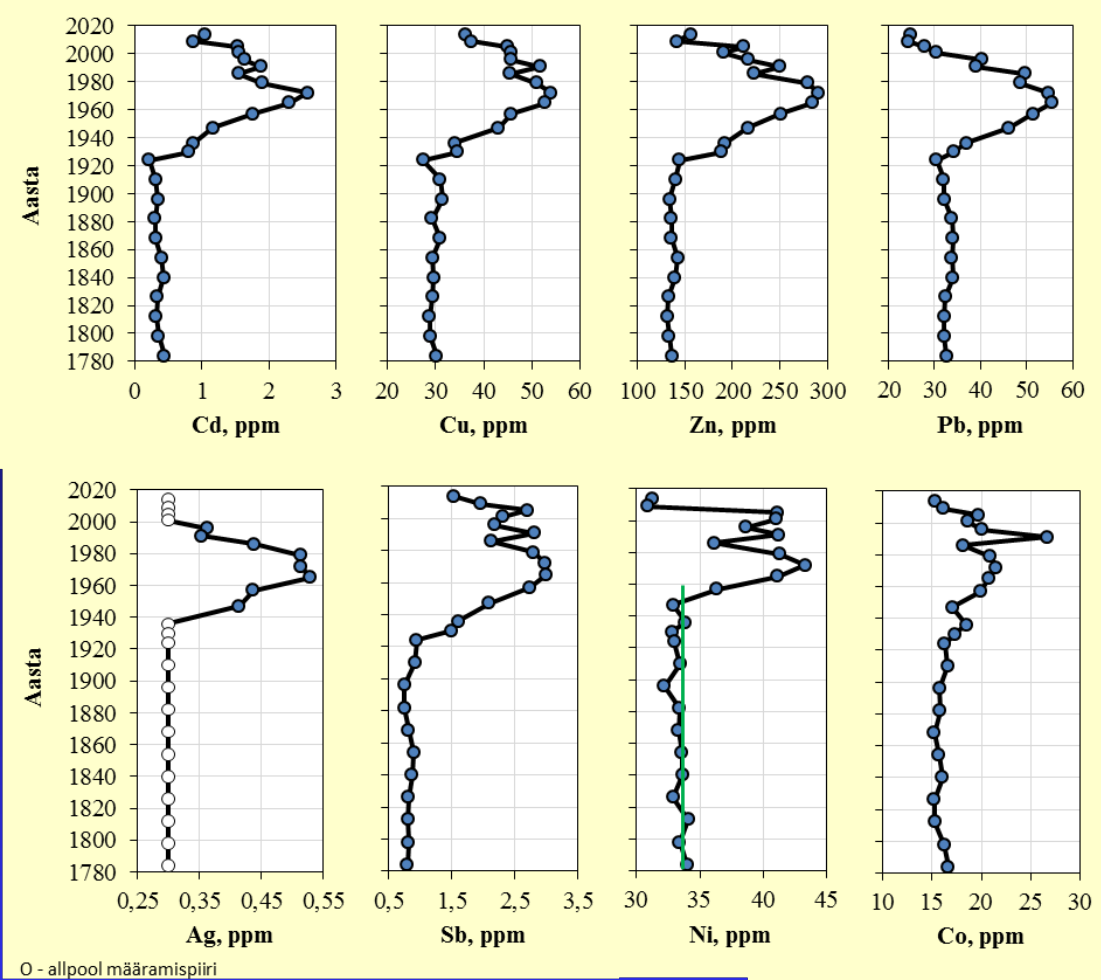 2020
2000
1980
1960
1940
1920
1900
1880
1860
1840
1820
1800
1780
Aasta
0 1 2 3
Cd, ppm
20 30 40 50 60
Cu, ppm
100 150 200 250 300
Zn, ppm
20 30 40 50 60
Pb, ppm
2020
2000
1980
1960
1940
1920
1900
1880
1860
1840
1820
1800
1780
Aasta
0,25 0,35 0,45 0,55
Ag, ppm
0,5 1,5 2,5 3,5
Sb, ppm
30 35 40 45
Ni, ppm
10 15 20 25 30
Co, ppm
O - allpool määramispiiri